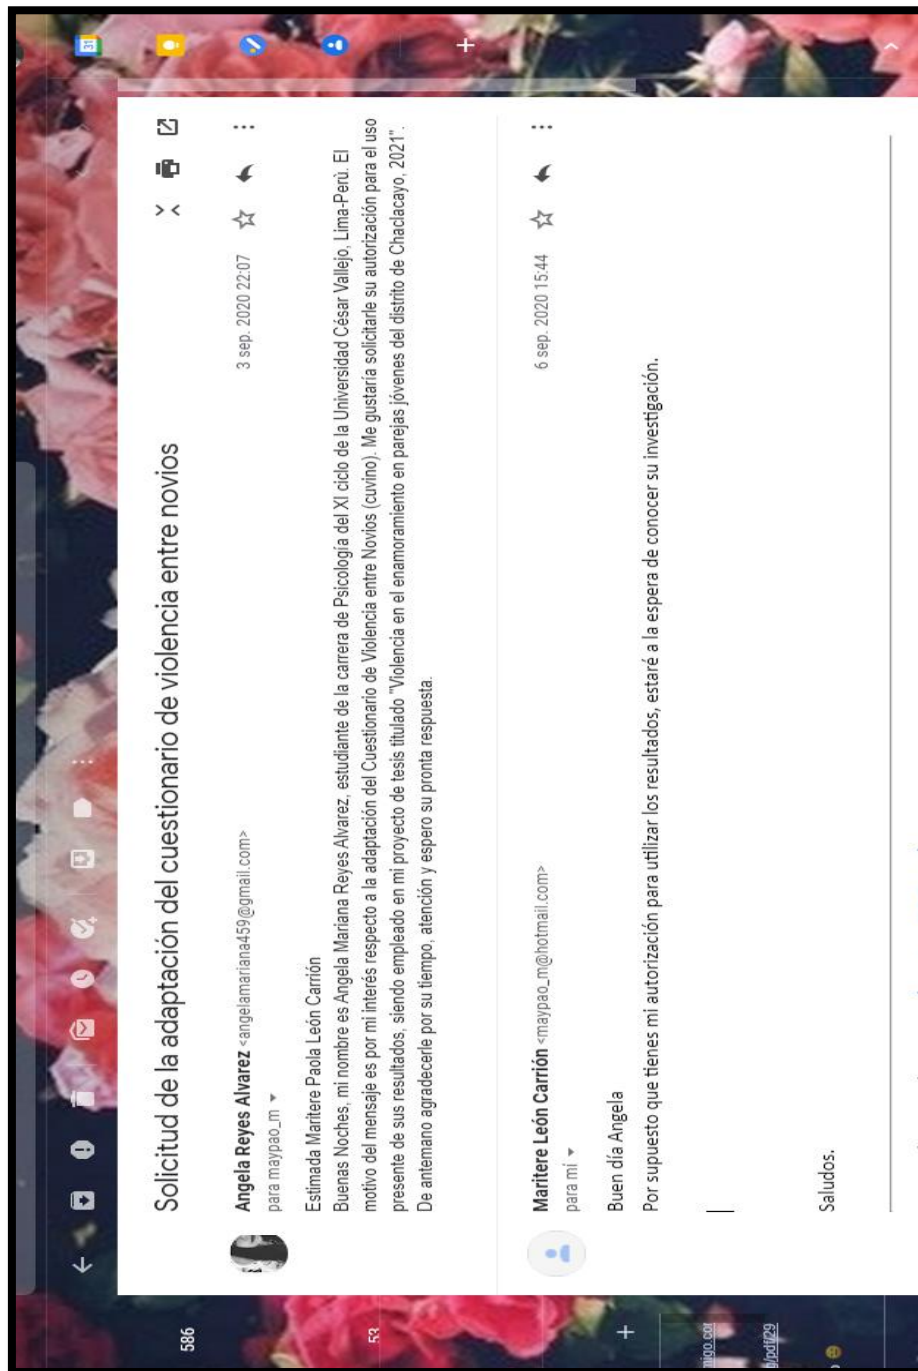 31
Solicitud de la adaptación del cuestionario de violencia entre novios
Angela Reyes Alvarez <angelamariana459@gmail.com>
3 sep. 2020 22:07
para maypao_m
Estimada Maritere Paola León Carrión
Buenas Noches, mi nombre es Angela Mariana Reyes Alvarez, estudiante de la carrera de Psicología del XI ciclo de la Universidad César Vallejo, Lima-Perù. El
motivo del mensaje es por mi interés respecto a la adaptación del Cuestionario de Violencia entre Novios (cuvino). Me gustaría solicitarle su autorización para el uso
presente de sus resultados, siendo empleado en mi proyecto de tesis titulado "Violencia en el enamoramiento en parejas jóvenes del distrito de Chaclacayo, 2021".
De antemano agradecerle por su tiempo, atención y espero su pronta respuesta.
Maritere León Carrión <maypao_m@hotmail.com>
6 sep. 2020 15:44
para mí
Buen día Angela
Por supuesto que tienes mi autorización para utilizar los resultados, estaré a la espera de conocer su investigación.
Saludos.
586
53